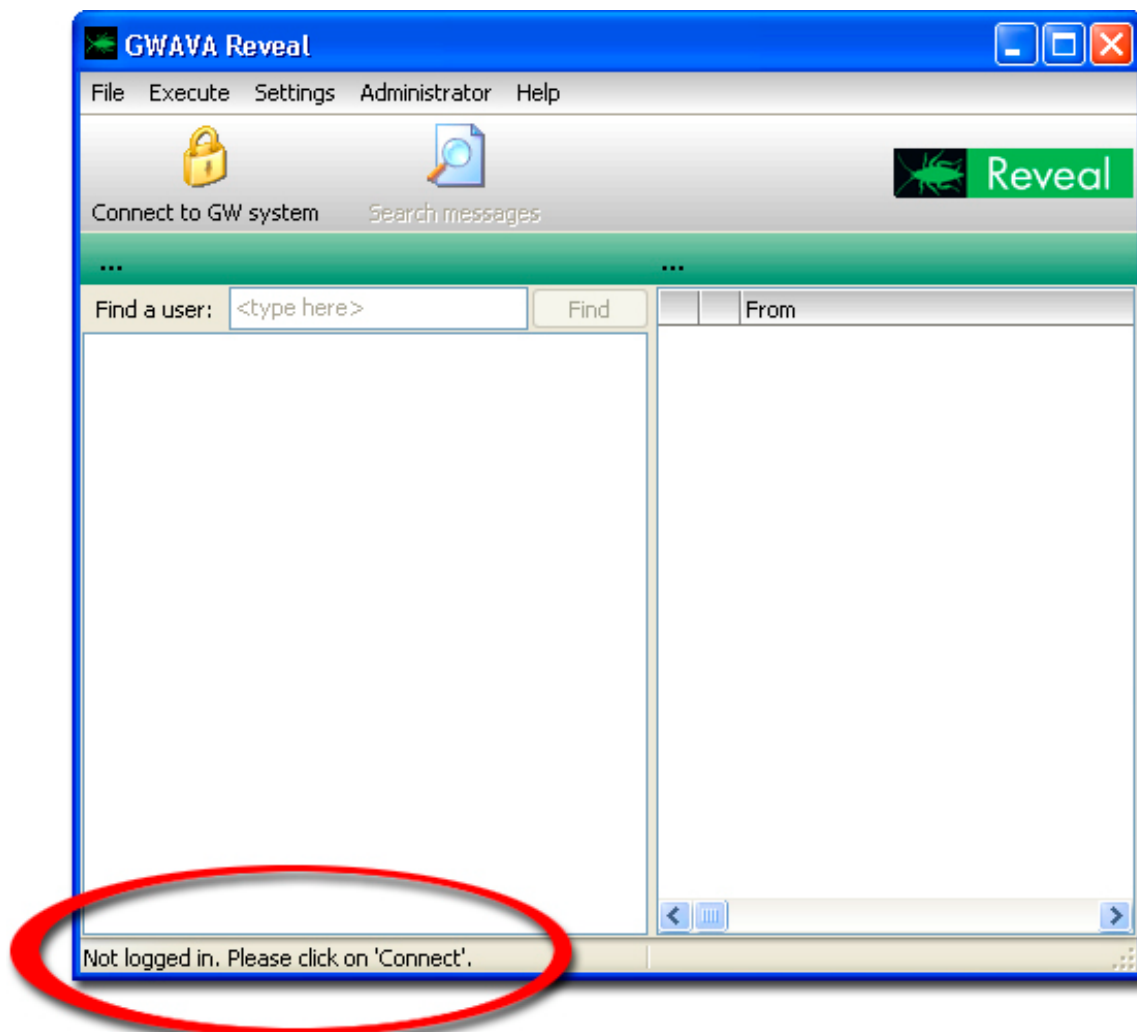 GWAVA Reveal
File Execute Settings Administrator Help
Reveal
Connect to GW system Search messages
... ...
Find a user: <type here> Find From
Not logged in. Please click on 'Connect'.